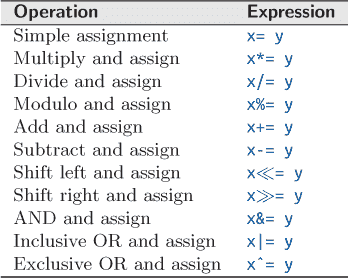 Operation Expression
Simple assignment x= y
Multiply and assign x*= y
Divide and assign x/= y
Modulo and assign x%= y
Add and assign x+= y
Subtract and assign x-= y
Shift left and assign x≪= y
Shift right and assign x≫= y
AND and assign x&= y
Inclusive OR and assign x|= y
Exclusive OR and assign xˆ= y